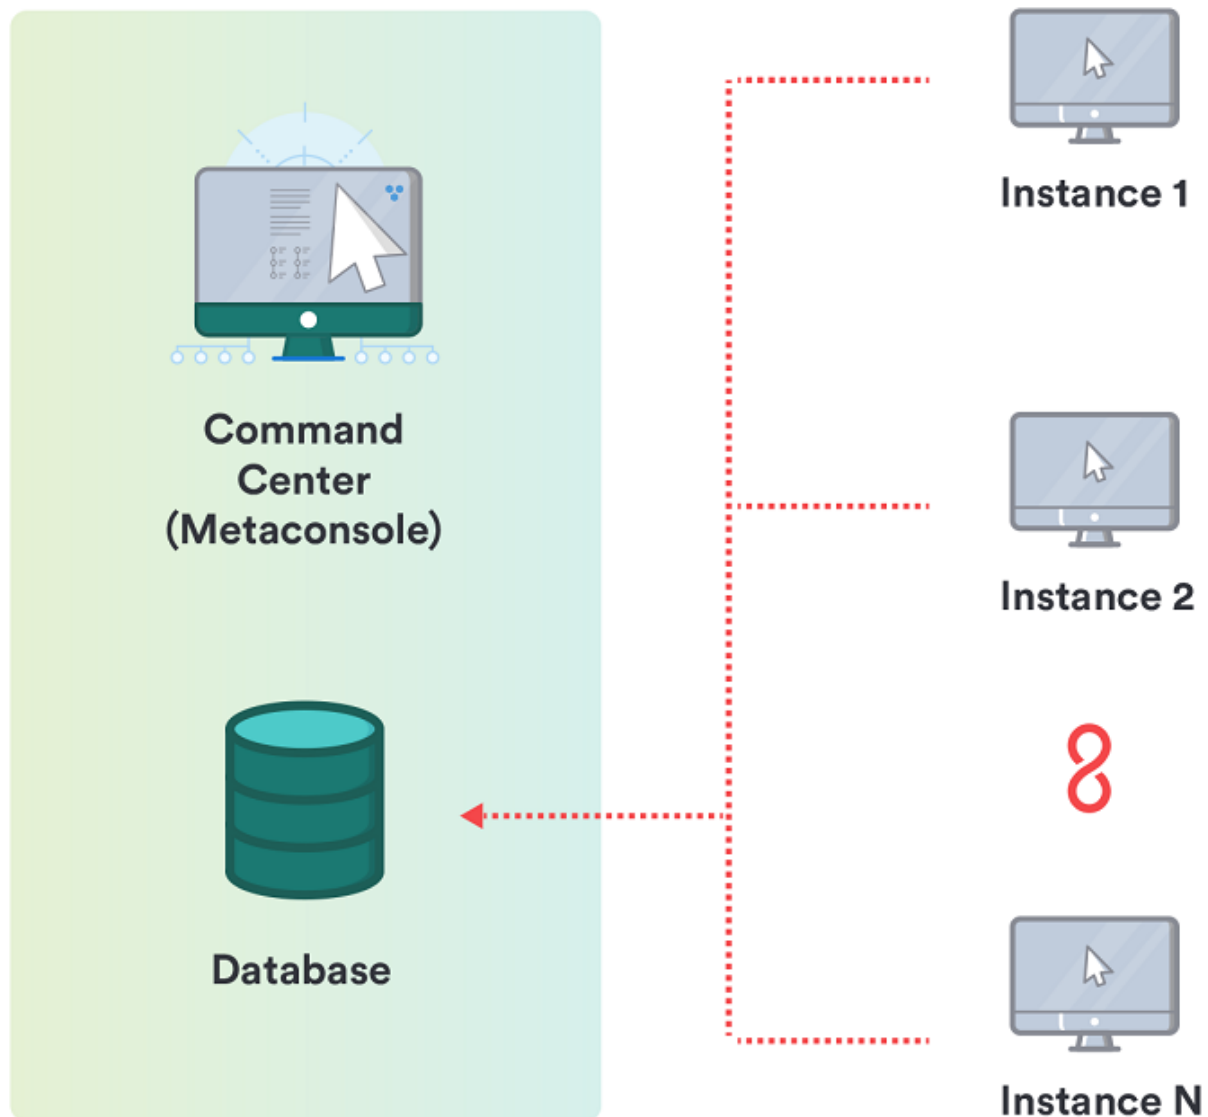 Instance 1
Command
Center
(Metaconsole)
Instance 2
Database
Instance N